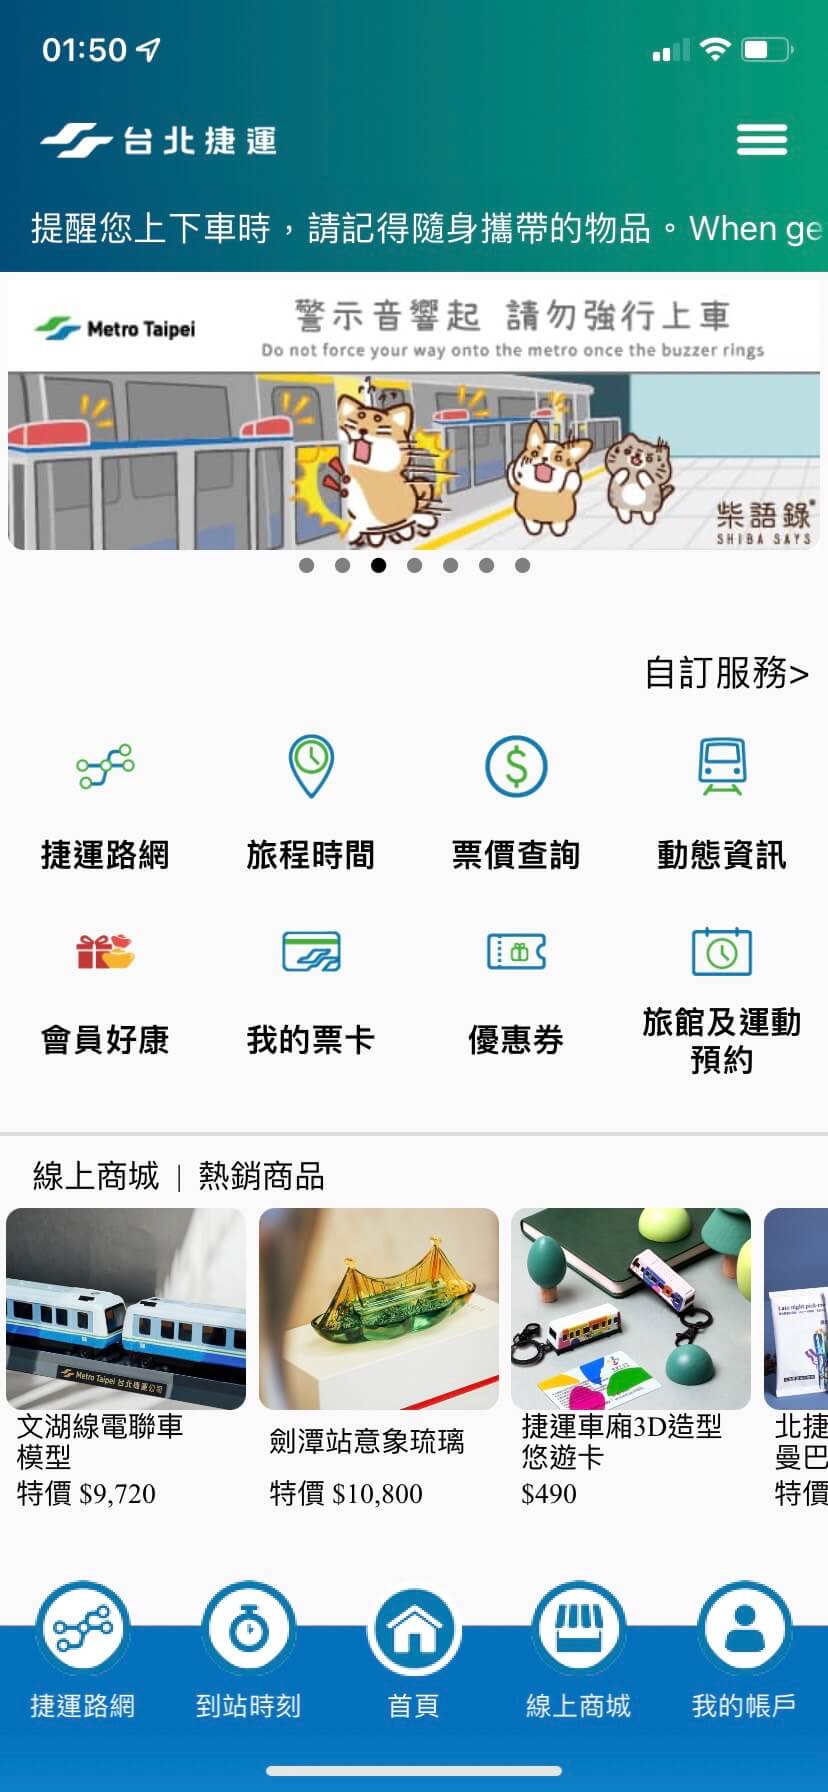 01:50
台北捷運
提醒您上下車時，請記得隨身攜帶的物品。When ge
Metro Taipei
警示音響起 請勿強行上車
Do not force your way onto the metro once the buzzer rings
柴語錄
SHIBA SAYS
自訂服務>
捷運路網
旅程時間
票價查詢
動態資訊
會員好康
我的票卡
優惠券
旅館及運動
預約
線上商城 | 熱銷商品
Metro Taipei 台北捷運公司
Late night pick-me
文湖線電聯車
模型
特價 $9,720
劍潭站意象琉璃
特價 $10,800
捷運車廂3D造型
悠遊卡
$490
北捷
曼巴
特價
捷運路網
到站時刻
首頁
線上商城
我的帳戶